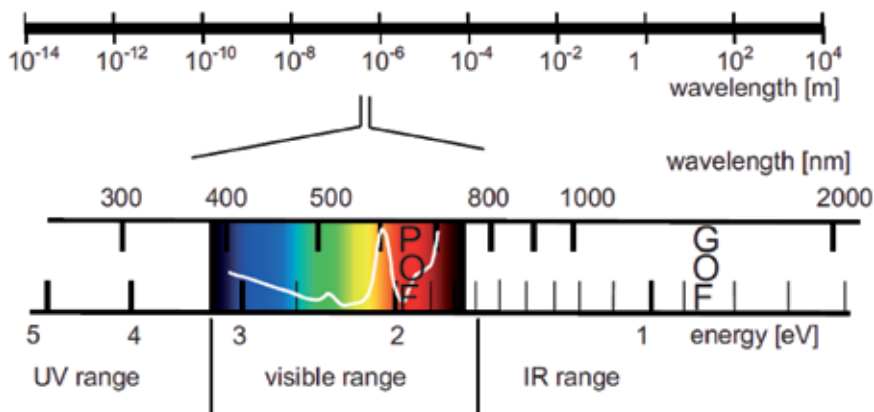 10⁻¹⁴ 10⁻¹² 10⁻¹⁰ 10⁻⁸ 10⁻⁶ 10⁻⁴ 10⁻² 1 10² 10⁴
wavelength [m]
wavelength [nm]
300 400 500 800 1000 2000
POF GOF
5 4 3 2 1 energy [eV]
UV range visible range IR range